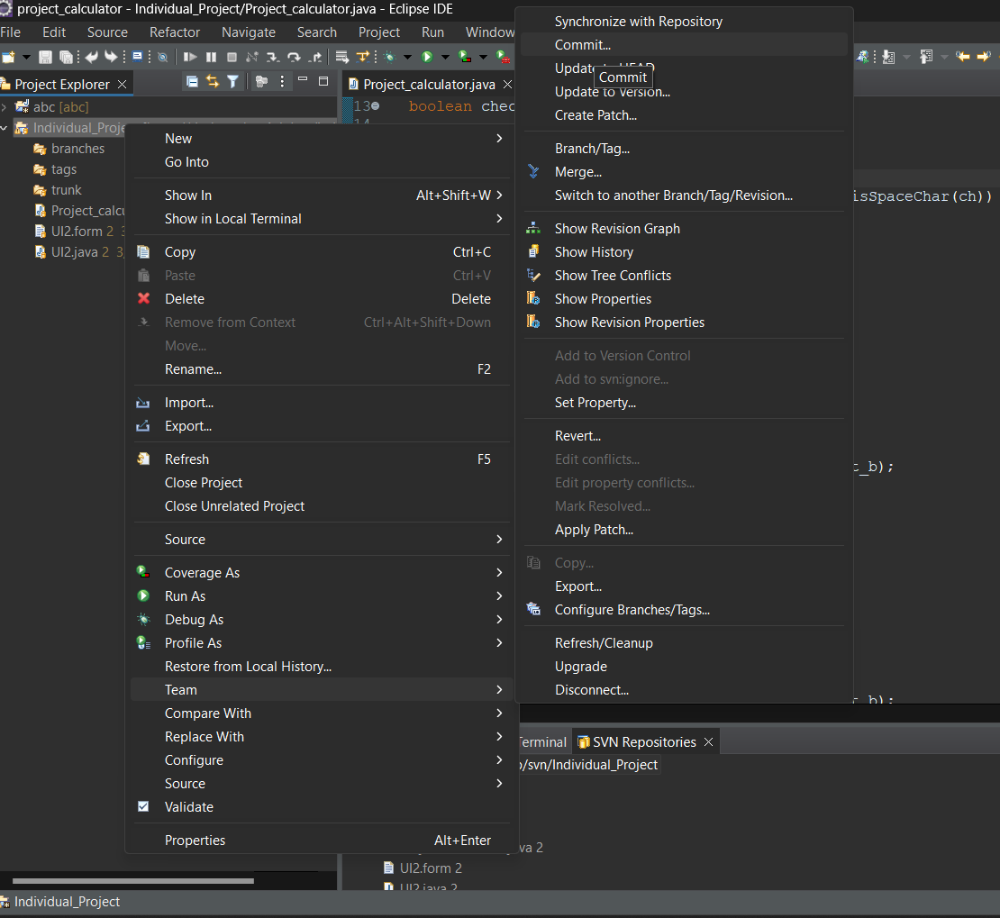 project_calculator - Individual_Project/Project_calculator.java - Eclipse IDE
File Edit Source Refactor Navigate Search Project Run Window
Project Explorer
Project_calculator.java
abc [abc]
Individual_Proje
branches
tags
trunk
Project_calcu
UI2.form 2 3
UI2.java 2 3
13 boolean chec
14
isSpaceChar(ch))
t_b);
t_b);
New
Go Into
Show In Alt+Shift+W
Show in Local Terminal
Copy Ctrl+C
Paste Ctrl+V
Delete Delete
Remove from Context Ctrl+Alt+Shift+Down
Move...
Rename... F2
Import...
Export...
Refresh F5
Close Project
Close Unrelated Project
Source
Coverage As
Run As
Debug As
Profile As
Restore from Local History...
Team
Compare With
Replace With
Configure
Source
Validate
Properties Alt+Enter
Synchronize with Repository
Commit...
Update to HEAD
Commit
Update to Version...
Create Patch...
Branch/Tag...
Merge...
Switch to another Branch/Tag/Revision...
Show Revision Graph
Show History
Show Tree Conflicts
Show Properties
Show Revision Properties
Add to Version Control
Add to svn:ignore...
Set Property...
Revert...
Edit conflicts...
Edit property conflicts...
Mark Resolved...
Apply Patch...
Copy...
Export...
Configure Branches/Tags...
Refresh/Cleanup
Upgrade
Disconnect...
Terminal SVN Repositories
/svn/Individual_Project
va 2
UI2.form 2
UI2.java 2
Individual_Project